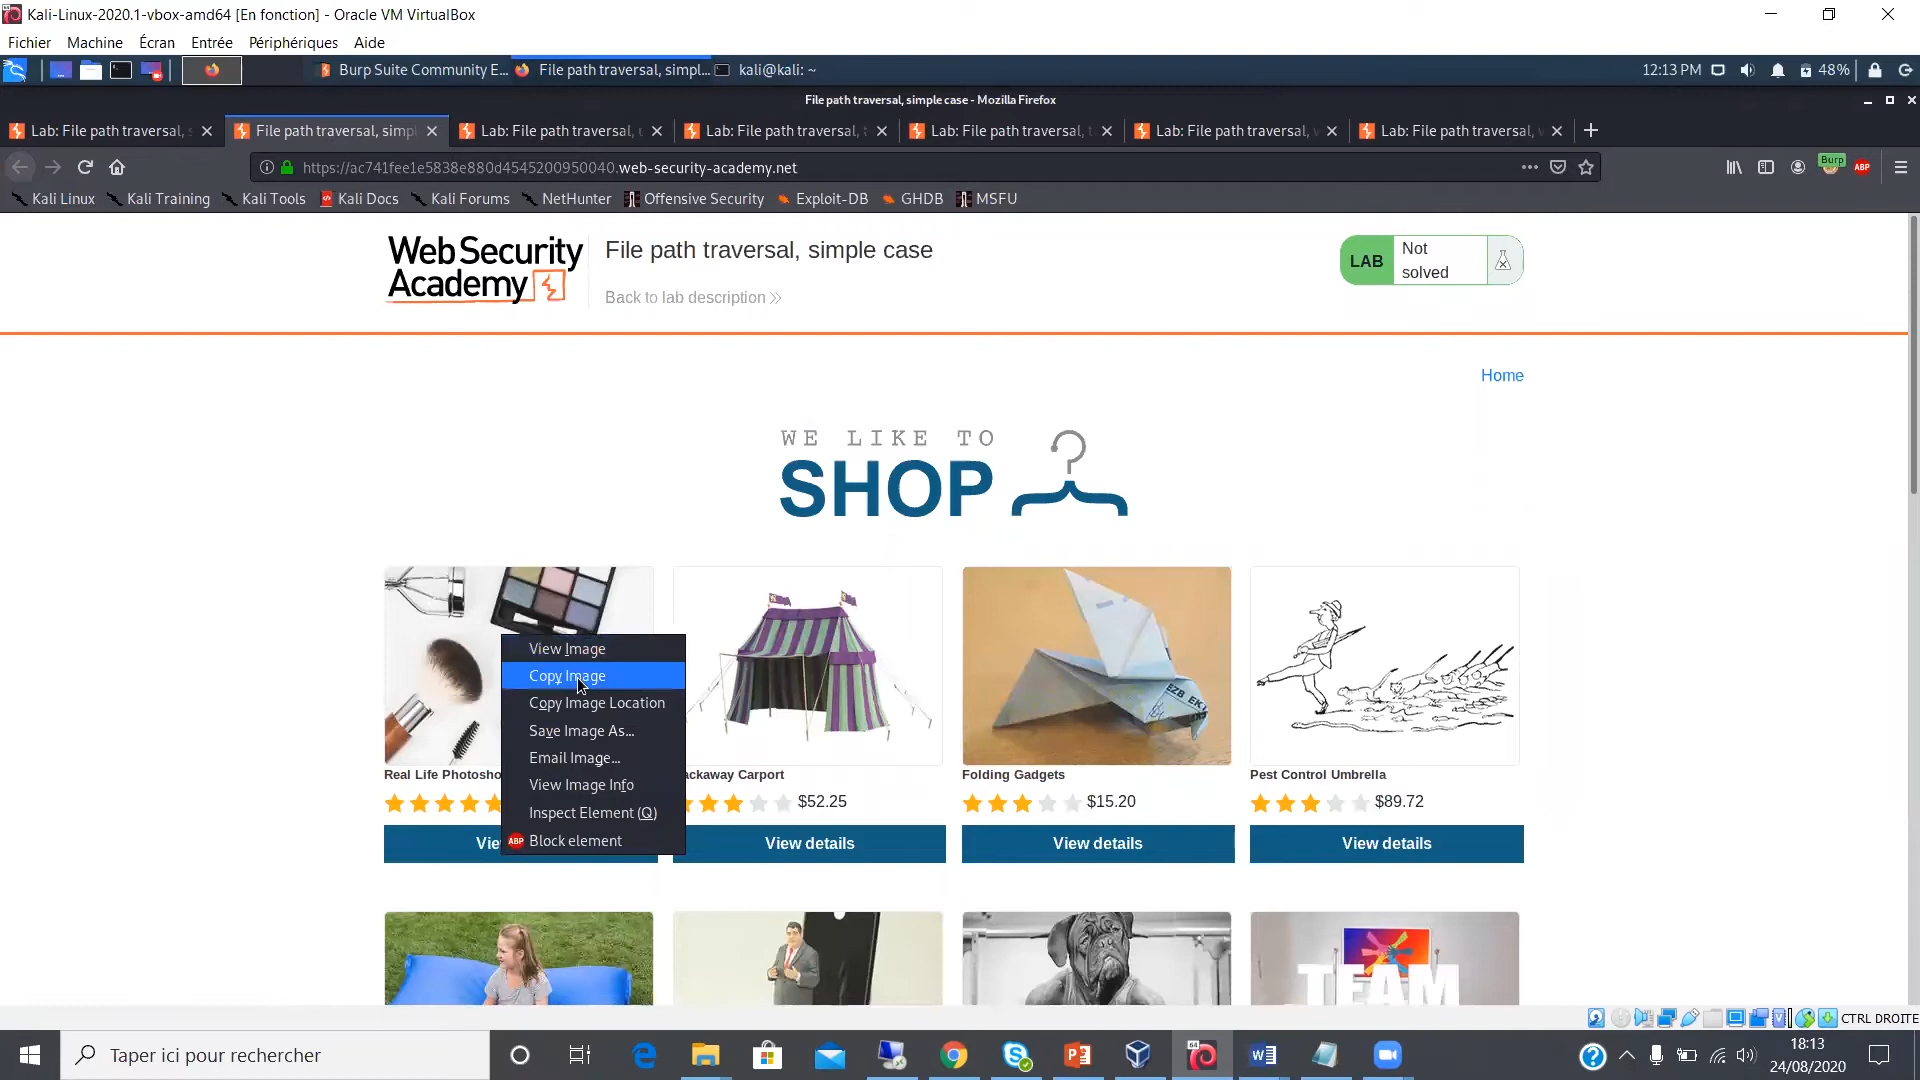 Kali-Linux-2020.1-vbox-amd64 [En fonction] - Oracle VM VirtualBox
Fichier Machine Écran Entrée Périphériques Aide
Burp Suite Community E... File path traversal, simpl... kali@kali: ~ 12:13 PM 48%
File path traversal, simple case - Mozilla Firefox
Lab: File path traversal, s File path traversal, simpl Lab: File path traversal, Lab: File path traversal, Lab: File path traversal, Lab: File path traversal, Lab: File path traversal,
https://ac741fee1e5838e880d4545200950040.web-security-academy.net Burp ABP
Kali Linux Kali Training Kali Tools Kali Docs Kali Forums NetHunter Offensive Security Exploit-DB GHDB MSFU
Web Security
Academy
File path traversal, simple case
Back to lab description
LAB Not
solved
Home
WE LIKE TO
SHOP
View Image
Copy Image
Copy Image Location
Save Image As...
Email Image...
View Image Info
Inspect Element (Q)
ABP Block element
Real Life Photosho ackaway Carport Folding Gadgets Pest Control Umbrella
$52.25 $15.20 $89.72
Vie View details View details View details
TEAM
CTRL DROITE
Taper ici pour rechercher
18:13
24/08/2020